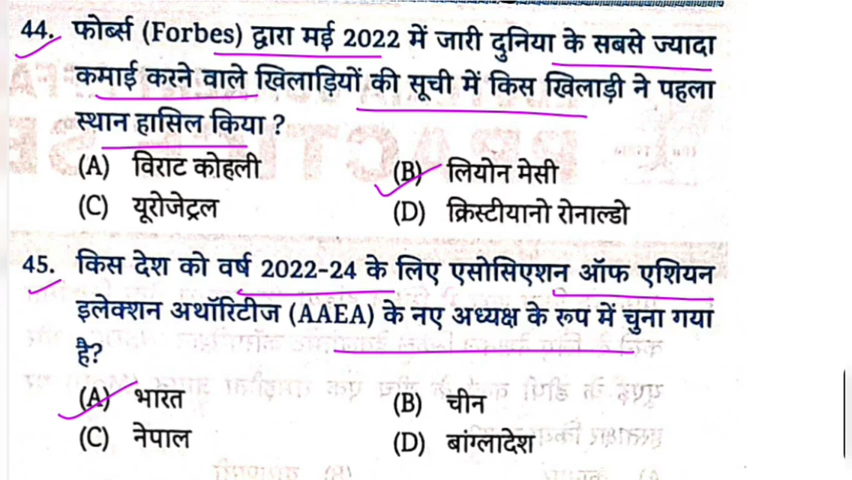 44. फोर्ब्स (Forbes) द्वारा मई 2022 में जारी दुनिया के सबसे ज्यादा
कमाई करने वाले खिलाड़ियों की सूची में किस खिलाड़ी ने पहला
स्थान हासिल किया ?
(A) विराट कोहली (B) लियोन मेसी
(C) यूरोजेट्रल (D) क्रिस्टीयानो रोनाल्डो
45. किस देश को वर्ष 2022-24 के लिए एसोसिएशन ऑफ एशियन
इलेक्शन अथॉरिटीज (AAEA) के नए अध्यक्ष के रूप में चुना गया
है?
(A) भारत (B) चीन
(C) नेपाल (D) बांग्लादेश